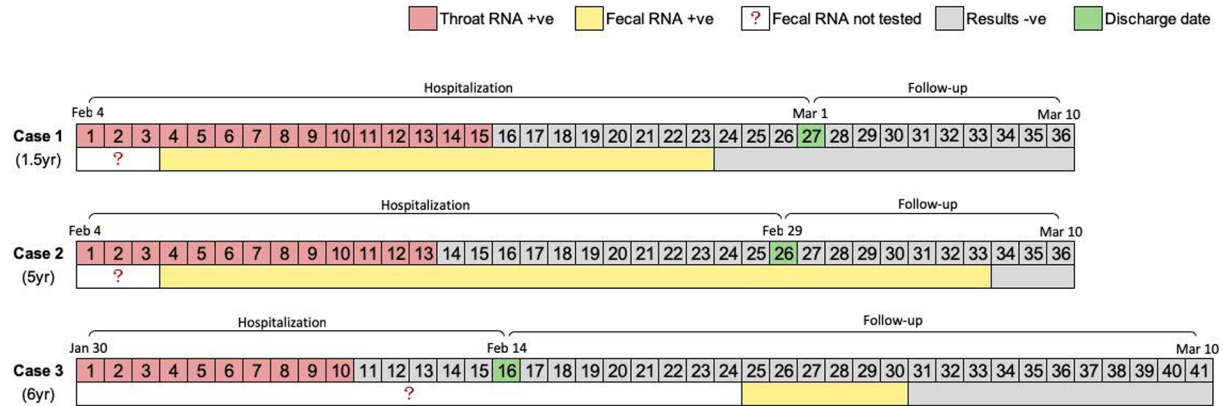 Throat RNA +ve Fecal RNA +ve ? Fecal RNA not tested Results -ve Discharge date
Hospitalization Follow-up
Feb 4 Mar 1 Mar 10
Case 1 1 2 3 4 5 6 7 8 9 10 11 12 13 14 15 16 17 18 19 20 21 22 23 24 25 26 27 28 29 30 31 32 33 34 35 36
(1.5yr) ?
Hospitalization Follow-up
Feb 4 Feb 29 Mar 10
Case 2 1 2 3 4 5 6 7 8 9 10 11 12 13 14 15 16 17 18 19 20 21 22 23 24 25 26 27 28 29 30 31 32 33 34 35 36
(5yr) ?
Hospitalization Follow-up
Jan 30 Feb 14 Mar 10
Case 3 1 2 3 4 5 6 7 8 9 10 11 12 13 14 15 16 17 18 19 20 21 22 23 24 25 26 27 28 29 30 31 32 33 34 35 36 37 38 39 40 41
(6yr) ?